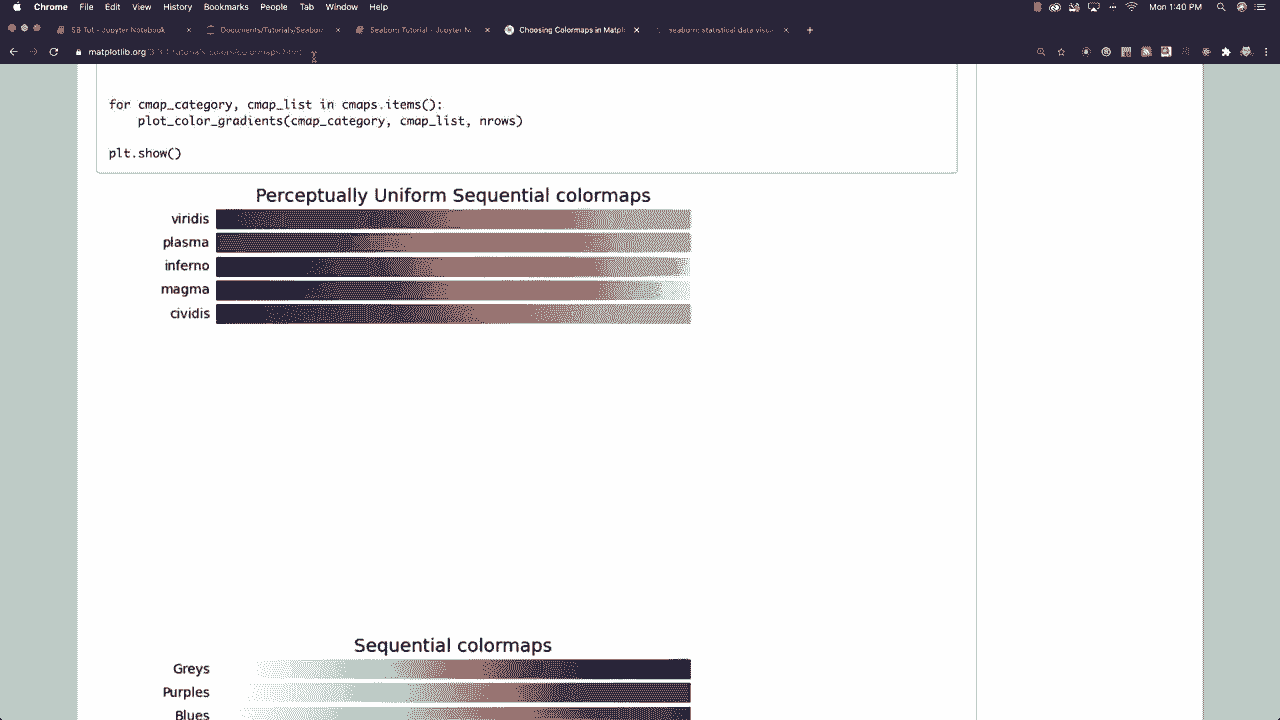 Chrome File Edit View History Bookmarks People Tab Window Help Mon 1:40 PM
SB Tut - Jupyter Notebook Documents/Tutorials/Seabor Seaborn Tutorial - Jupyter N Choosing Colormaps in Matpl seaborn: statistical data visu
matplotlib.org
for cmap_category, cmap_list in cmaps.items():
plot_color_gradients(cmap_category, cmap_list, nrows)
plt.show()
Perceptually Uniform Sequential colormaps
viridis
plasma
inferno
magma
cividis
Sequential colormaps
Greys
Purples
Blues